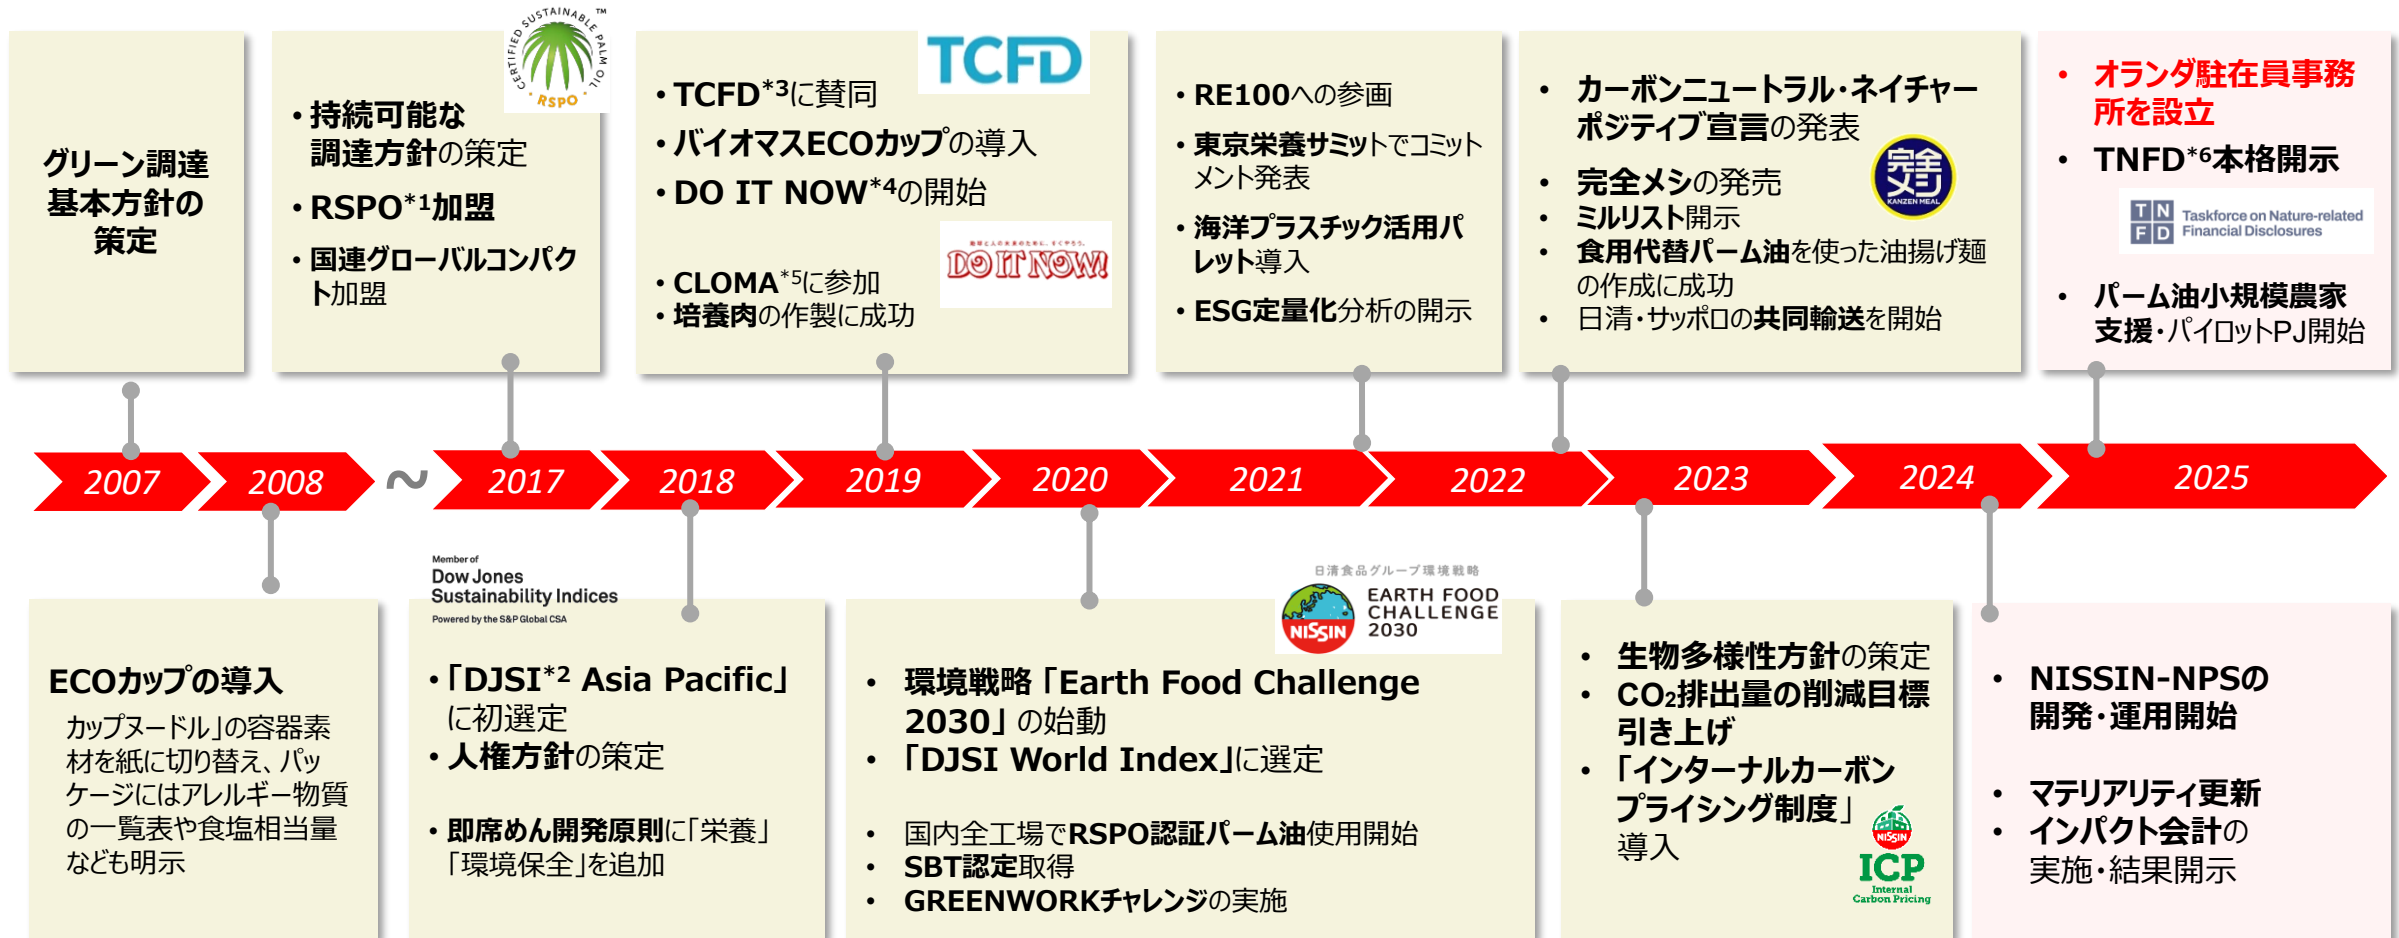 グリーン調達
基本方針の
策定
CERTIFIED SUSTAINABLE PALM OIL ™
RSPO
・持続可能な
調達方針の策定
・RSPO*1加盟
・国連グローバルコンパク
ト加盟
TCFD
・TCFD*3に賛同
・バイオマスECOカップの導入
・DO IT NOW*4の開始
地球と人の未来のために、すぐやろう。
DO IT NOW!
・CLOMA*5に参加
・培養肉の作製に成功
・RE100への参画
・東京栄養サミットでコミット
メント発表
・海洋プラスチック活用パ
レット導入
・ESG定量化分析の開示
・カーボンニュートラル・ネイチャー
ポジティブ宣言の発表
・完全メシの発売
完全
メシ
KANZEN MEAL
・ミルリスト開示
・食用代替パーム油を使った油揚げ麺
の作成に成功
・日清・サッポロの共同輸送を開始
・オランダ駐在員事務
所を設立
・TNFD*6本格開示
TN
FD
Taskforce on Nature-related
Financial Disclosures
・パーム油小規模農家
支援・パイロットPJ開始
2007 2008 ~ 2017 2018 2019 2020 2021 2022 2023 2024 2025
ECOカップの導入
カップヌードル」の容器素
材を紙に切り替え、パッ
ケージにはアレルギー物質
の一覧表や食塩相当量
なども明示
Member of
Dow Jones
Sustainability Indices
Powered by the S&P Global CSA
・「DJSI*2 Asia Pacific」
に初選定
・人権方針の策定
・即席めん開発原則に「栄養」
「環境保全」を追加
日清食品グループ環境戦略
NISSIN
EARTH FOOD
CHALLENGE
2030
・環境戦略「Earth Food Challenge
2030」の始動
・「DJSI World Index」に選定
・国内全工場でRSPO認証パーム油使用開始
・SBT認定取得
・GREENWORKチャレンジの実施
・生物多様性方針の策定
・CO₂排出量の削減目標
引き上げ
・「インターナルカーボン
プライシング制度」
導入
NISSIN
ICP
Internal
Carbon Pricing
・NISSIN-NPSの
開発・運用開始
・マテリアリティ更新
・インパクト会計の
実施・結果開示